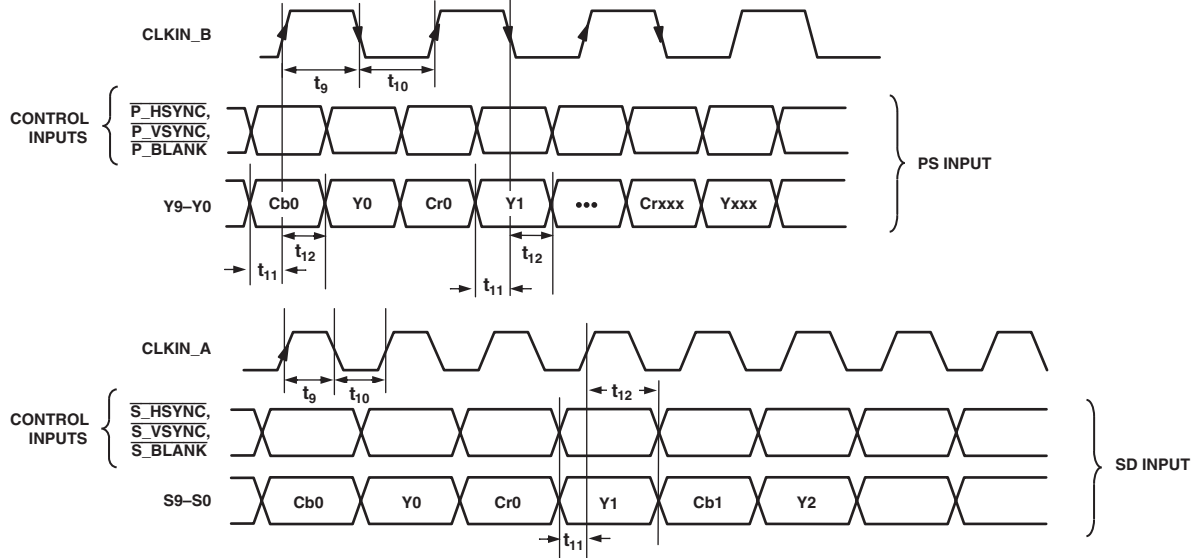 CLKIN_B
t9
t10
CONTROL INPUTS
P_HSYNC,
P_VSYNC,
P_BLANK
PS INPUT
Y9–Y0
Cb0
Y0
Cr0
Y1
•••
Crxxx
Yxxx
t12
t12
t11
t11
CLKIN_A
t9
t10
t12
CONTROL INPUTS
S_HSYNC,
S_VSYNC,
S_BLANK
SD INPUT
S9–S0
Cb0
Y0
Cr0
Y1
Cb1
Y2
t11